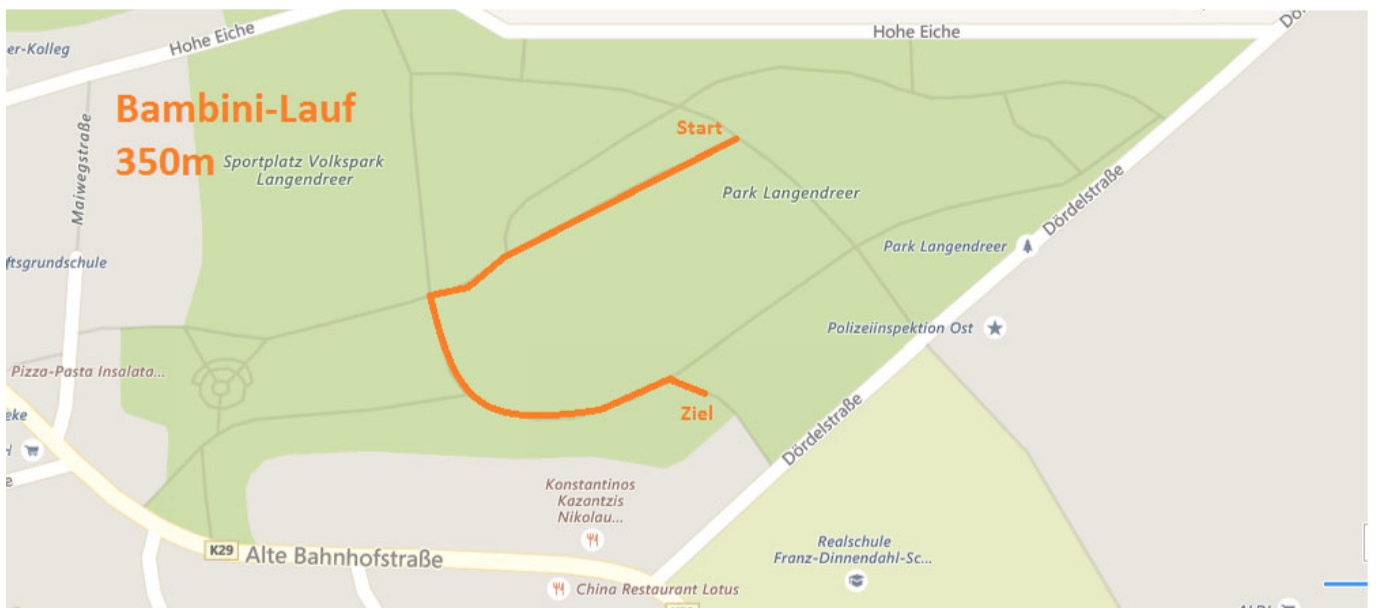 Hohe Eiche
Hohe Eiche
er-Kolleg
Bambini-Lauf
350m
Maiwegstraße
Sportplatz Volkspark
Langendreer
Start
Park Langendreer
Dördelstraße
Park Langendreer
ftsgrundschule
Polizeiinspektion Ost
Pizza-Pasta Insalata...
eke
Ziel
Dördelstraße
Konstantinos
Kazantzis
Nikolau...
K29
Alte Bahnhofstraße
Realschule
Franz-Dinnendahl-Sc...
China Restaurant Lotus